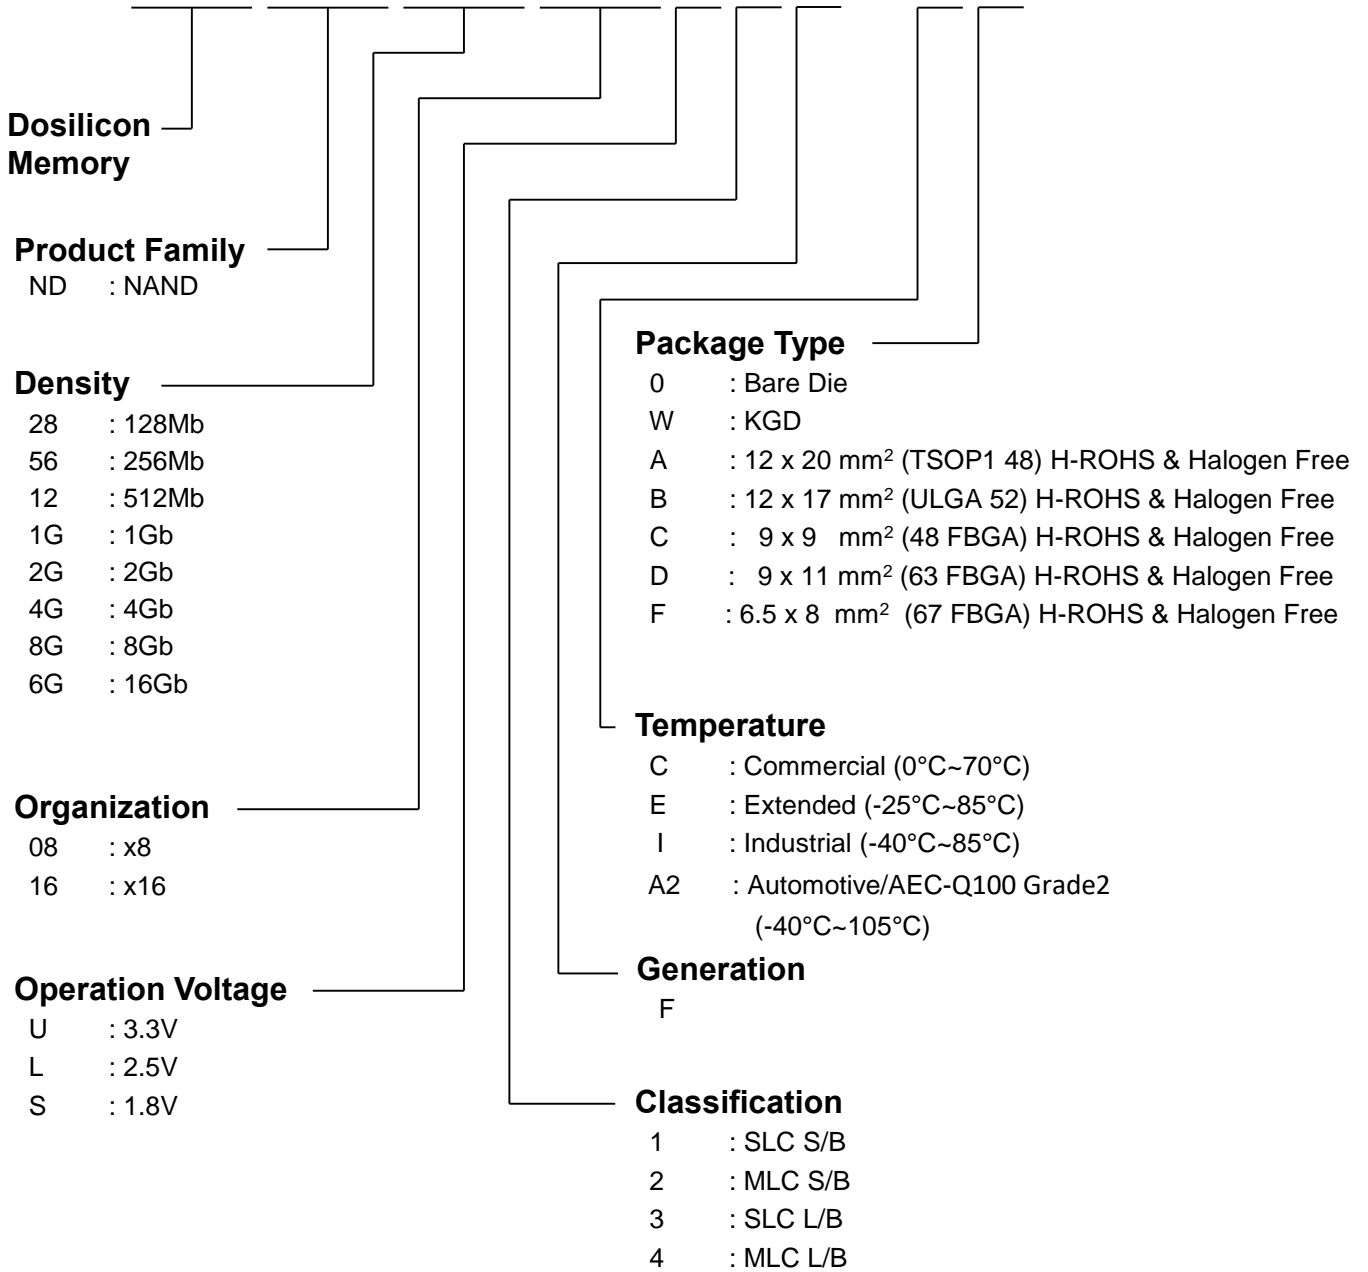 Dosilicon
Memory
Product Family
ND : NAND
Density
28 : 128Mb
56 : 256Mb
12 : 512Mb
1G : 1Gb
2G : 2Gb
4G : 4Gb
8G : 8Gb
6G : 16Gb
Organization
08 : x8
16 : x16
Operation Voltage
U : 3.3V
L : 2.5V
S : 1.8V
Package Type
0 : Bare Die
W : KGD
A : 12 x 20 mm² (TSOP1 48) H-ROHS & Halogen Free
B : 12 x 17 mm² (ULGA 52) H-ROHS & Halogen Free
C : 9 x 9 mm² (48 FBGA) H-ROHS & Halogen Free
D : 9 x 11 mm² (63 FBGA) H-ROHS & Halogen Free
F : 6.5 x 8 mm² (67 FBGA) H-ROHS & Halogen Free
Temperature
C : Commercial (0°C~70°C)
E : Extended (-25°C~85°C)
I : Industrial (-40°C~85°C)
A2 : Automotive/AEC-Q100 Grade2
(-40°C~105°C)
Generation
F
Classification
1 : SLC S/B
2 : MLC S/B
3 : SLC L/B
4 : MLC L/B